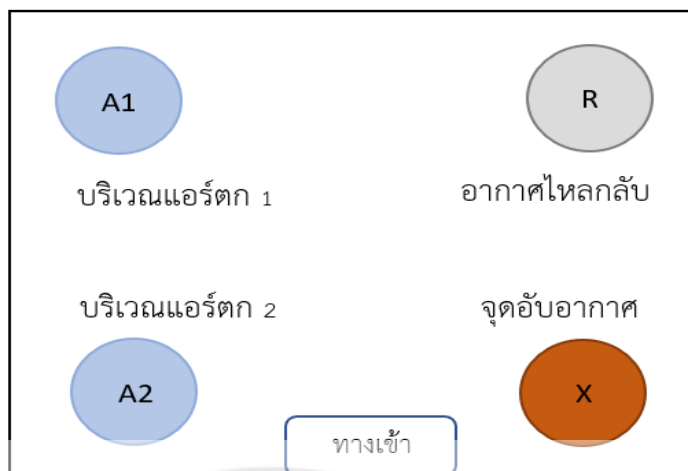 A1
R
บริเวณแอร์ตก 1
อากาศไหลกลับ
บริเวณแอร์ตก 2
จุดอับอากาศ
A2
X
ทางเข้า